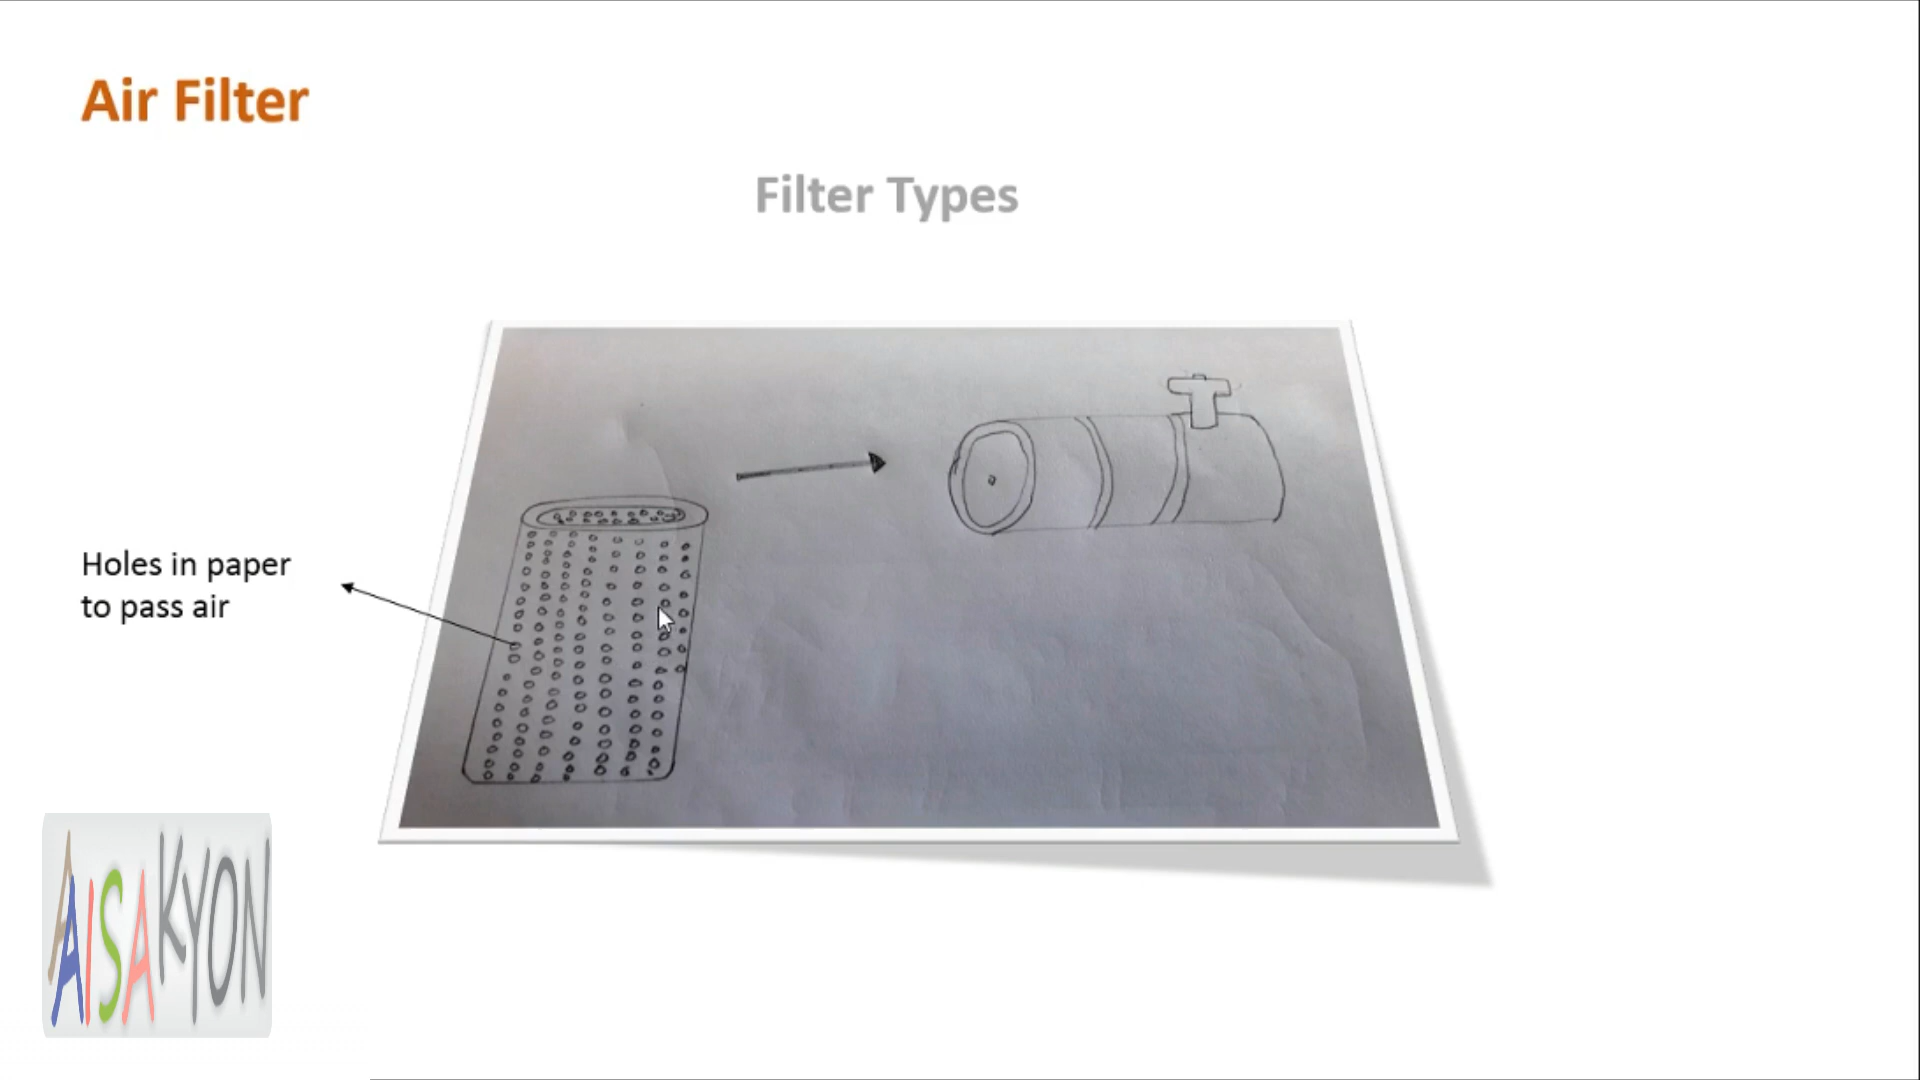 Air Filter
Filter Types
Holes in paper
to pass air
AISAKYON